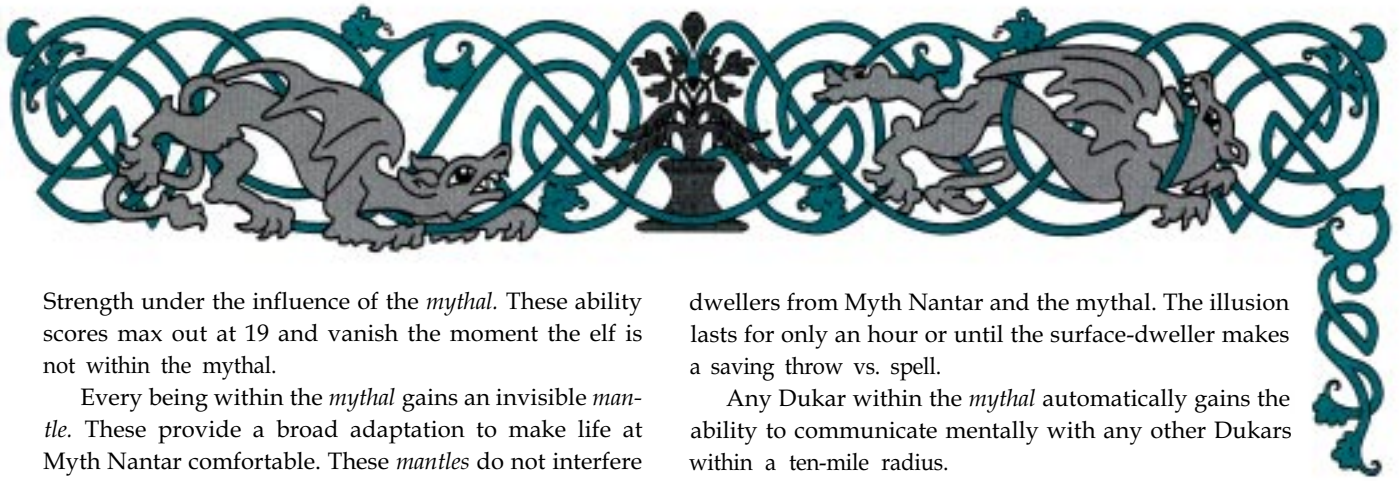 Strength under the influence of the mythal. These ability
scores max out at 19 and vanish the moment the elf is
not within the mythal.
Every being within the mythal gains an invisible man-
tle. These provide a broad adaptation to make life at
Myth Nantar comfortable. These mantles do not interfere
dwellers from Myth Nantar and the mythal. The illusion
lasts for only an hour or until the surface-dweller makes
a saving throw vs. spell.
Any Dukar within the mythal automatically gains the
ability to communicate mentally with any other Dukars
within a ten-mile radius.